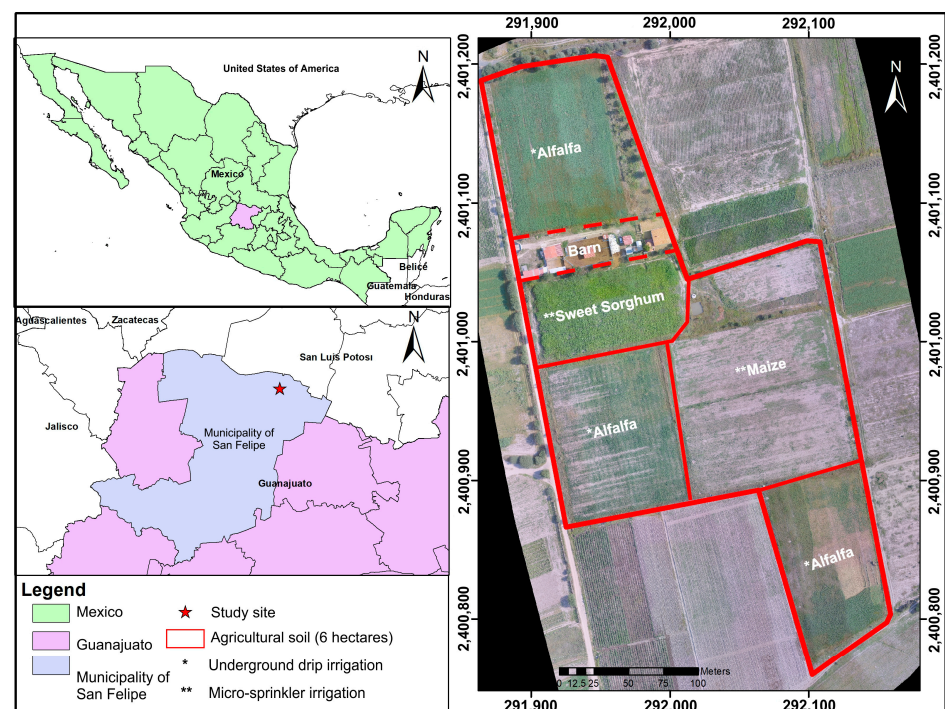 N
United States of America
Mexico
Belice
Guatemala
Honduras
Aguascalientes
Zacatecas
N
San Luis Potosi
Jalisco
Municipality of
San Felipe
Guanajuato
Legend
Mexico
Guanajuato
Municipality of
San Felipe
Study site
Agricultural soil (6 hectares)
* Underground drip irrigation
** Micro-sprinkler irrigation
291,900 292,000 292,100
2,401,200
2,401,100
2,401,000
2,400,900
2,400,800
N
*Alfalfa
Barn
**Sweet Sorghum
**Maize
*Alfalfa
*Alfalfa
Meters
0 12.5 25 50 75 100
2,401,200
2,401,100
2,401,000
2,400,900
2,400,800
291,900 292,000 292,100